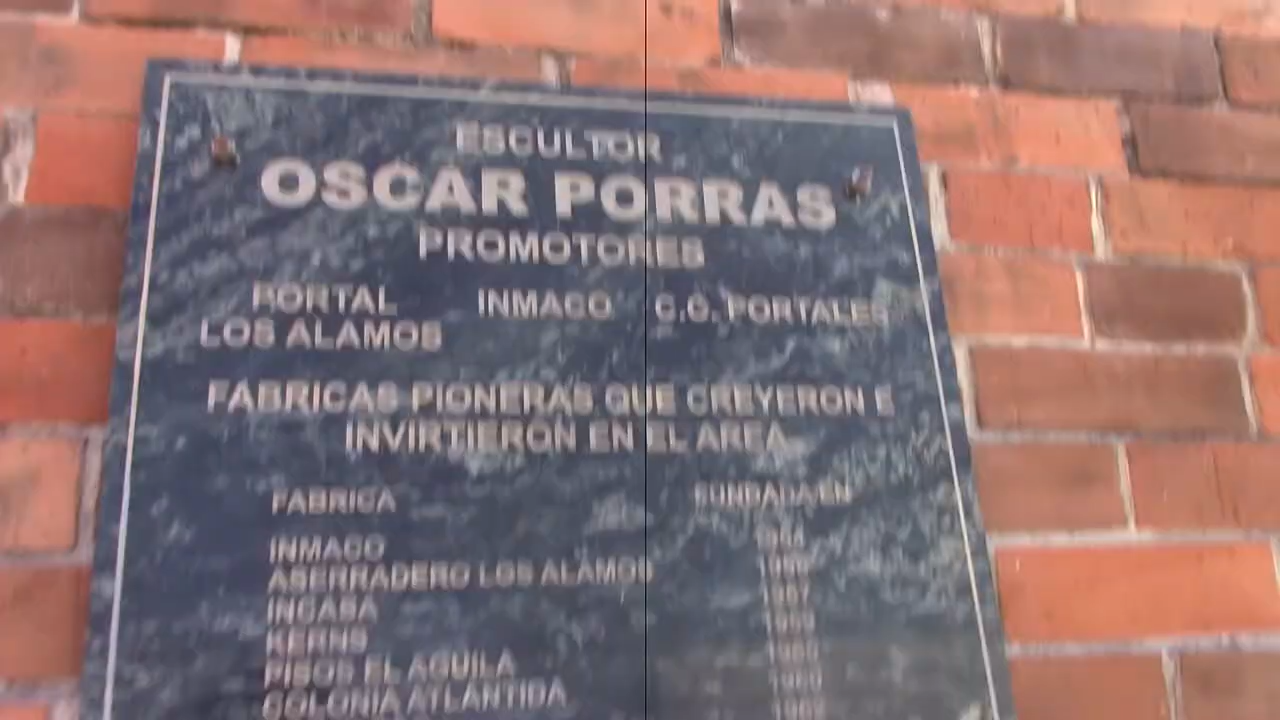 ESCULTOR
OSCAR PORRAS
PROMOTORES
PORTAL INMACO C.C. PORTALES
LOS ALAMOS
FABRICAS PIONERAS QUE CREYERON E
INVIRTIERON EN EL AREA
FABRICA FUNDADA EN
INMACO
ASERRADERO LOS ALAMOS
INCASA
KERNS
PISOS EL AGUILA
COLONIA ATLANTIDA